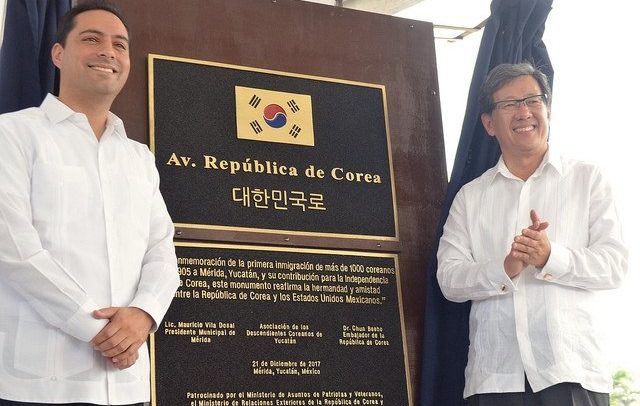 Av. República de Corea
대한민국로
onmemoración de la primera inmigración de más de 1000 coreanos
905 a Mérida, Yucatán, y su contribución para la independencia
e Corea, este monumento reafirma la hermandad y amistad
entre la República de Corea y los Estados Unidos Mexicanos."
Lic. Mauricio Vila Dosal
Presidente Municipal de
Mérida
Asociación de los
Descendientes Coreanos de
Yucatán
Dr. Chun Beeho
Embajador de la
República de Corea
21 de Diciembre de 2017
Mérida, Yucatán, México
Patrocinado por el Ministerio de Asuntos de Patriotas y Veteranos,
el Ministerio de Relaciones Exteriores de la República de Corea y